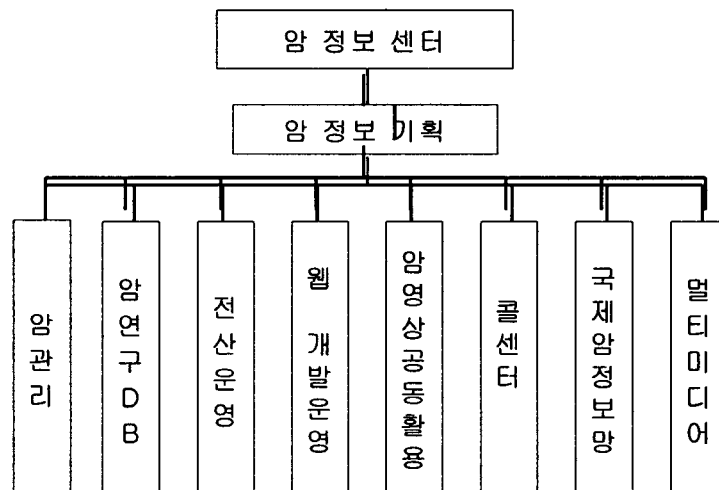 암 정보 센터
암 정보 기획
암관리
암연구DB
전산운영
웹 개발운영
암영상공동활용
콜센터
국제암정보망
멀티미디어